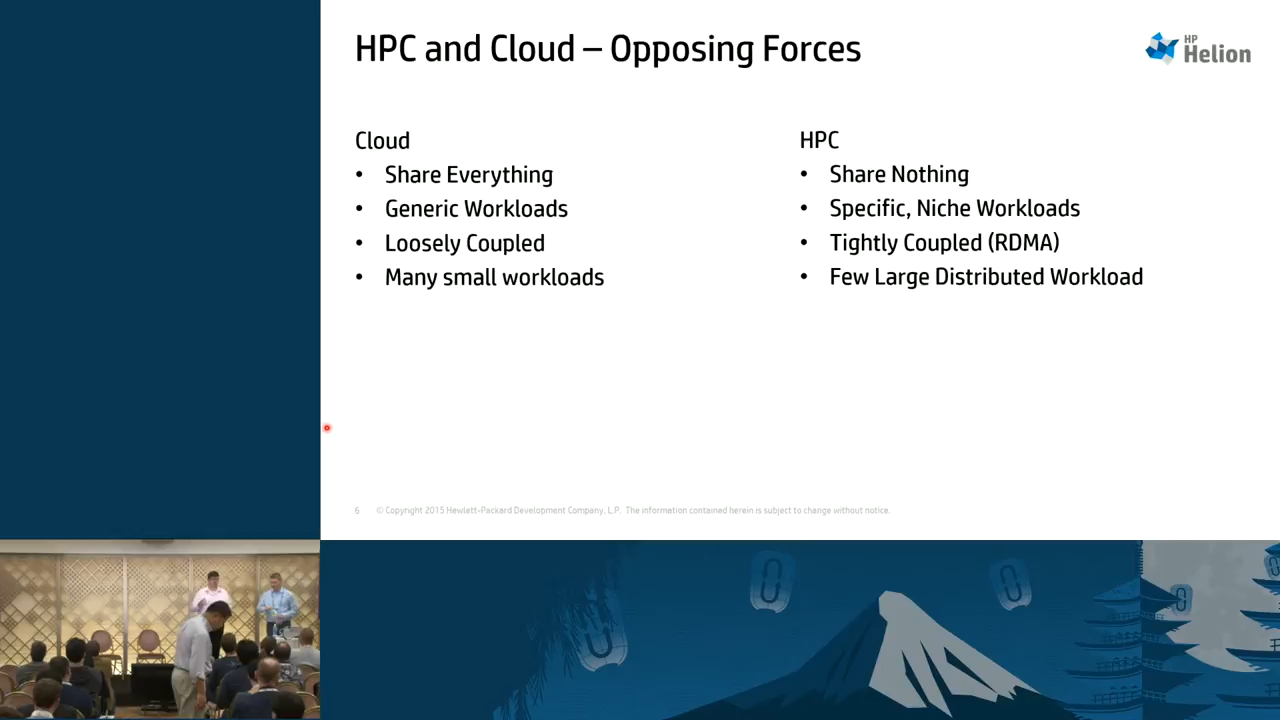 HPC and Cloud – Opposing Forces
HP
Helion
Cloud
• Share Everything
• Generic Workloads
• Loosely Coupled
• Many small workloads
HPC
• Share Nothing
• Specific, Niche Workloads
• Tightly Coupled (RDMA)
• Few Large Distributed Workload
6 © Copyright 2015 Hewlett-Packard Development Company, L.P. The information contained herein is subject to change without notice.